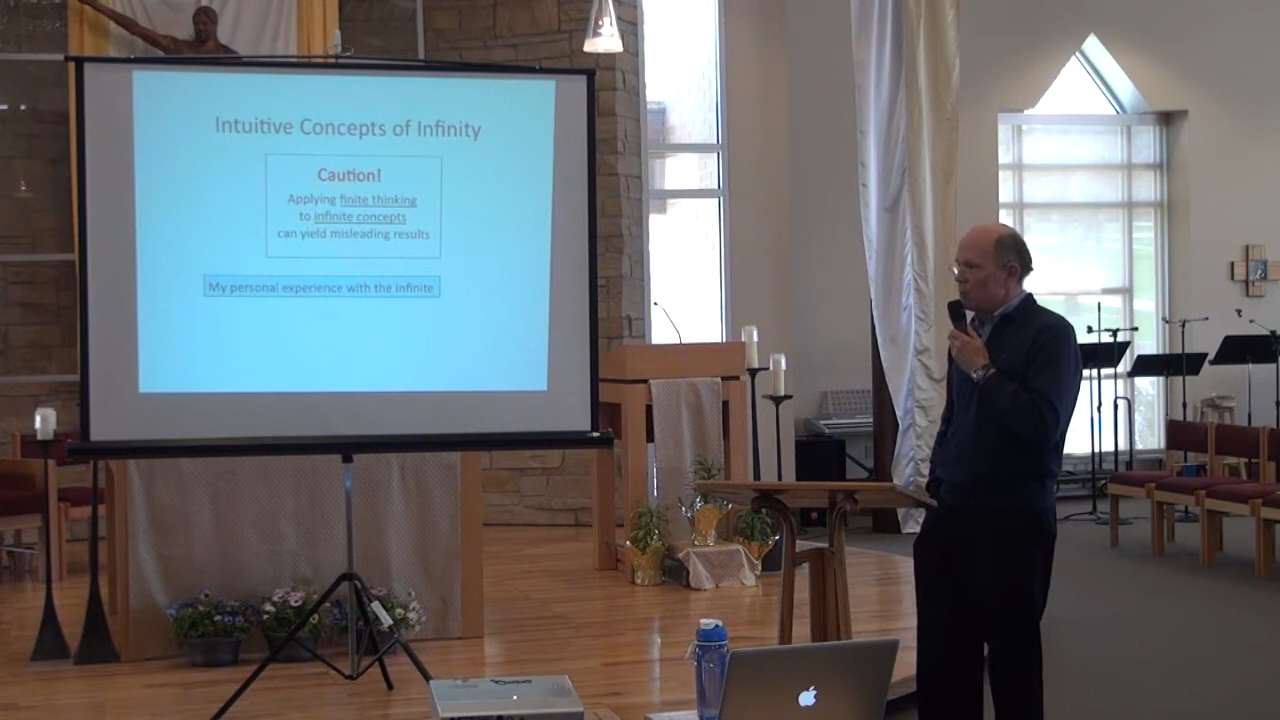 Intuitive Concepts of Infinity
Caution!
Applying finite thinking
to infinite concepts
can yield misleading results
My personal experience with the infinite